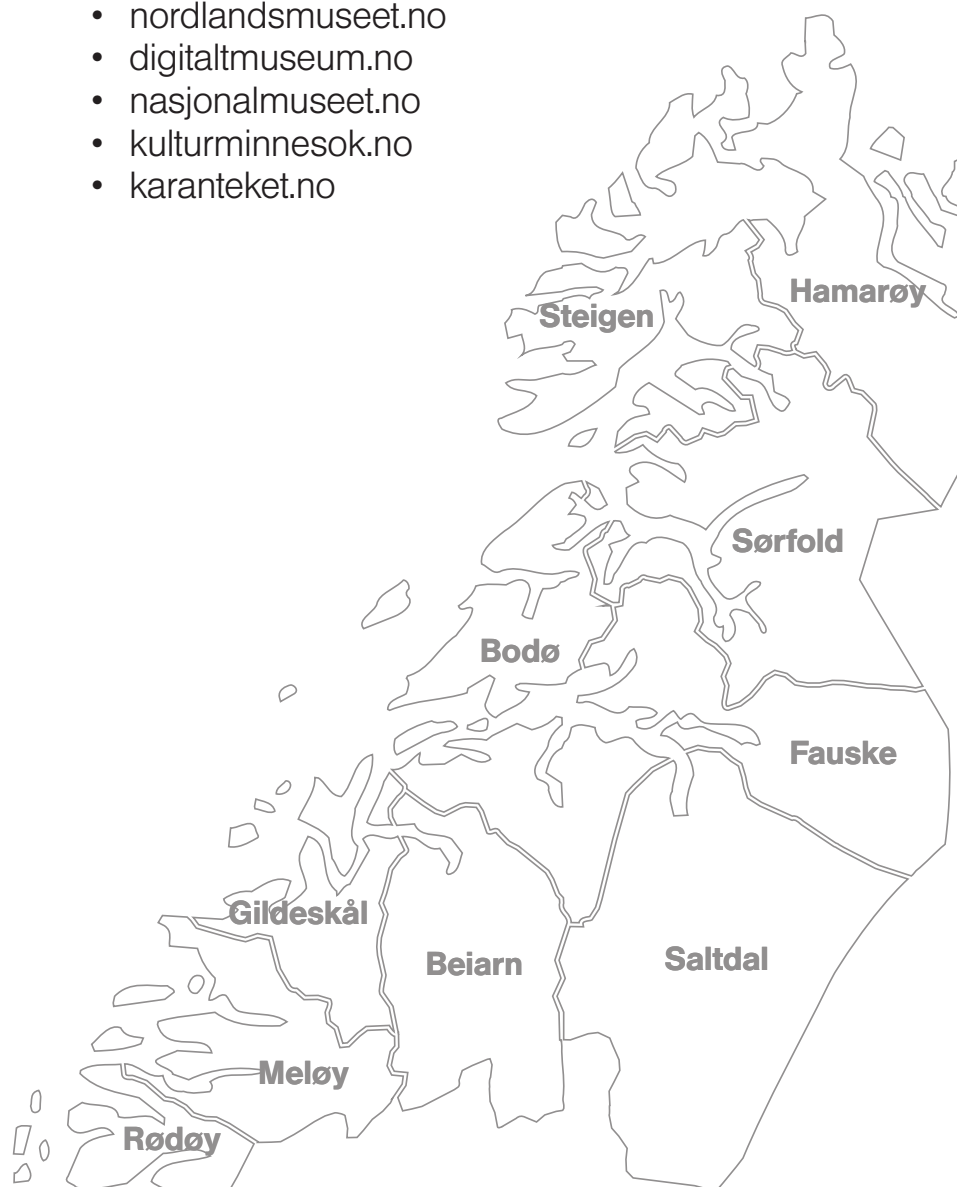 • nordlandsmuseet.no
• digitaltmuseum.no
• nasjonalmuseet.no
• kulturminnesok.no
• karanteket.no
Hamarøy
Steigen
Sørfold
Bodø
Fauske
Gildeskål
Beiarn
Saltdal
Meløy
Rødøy